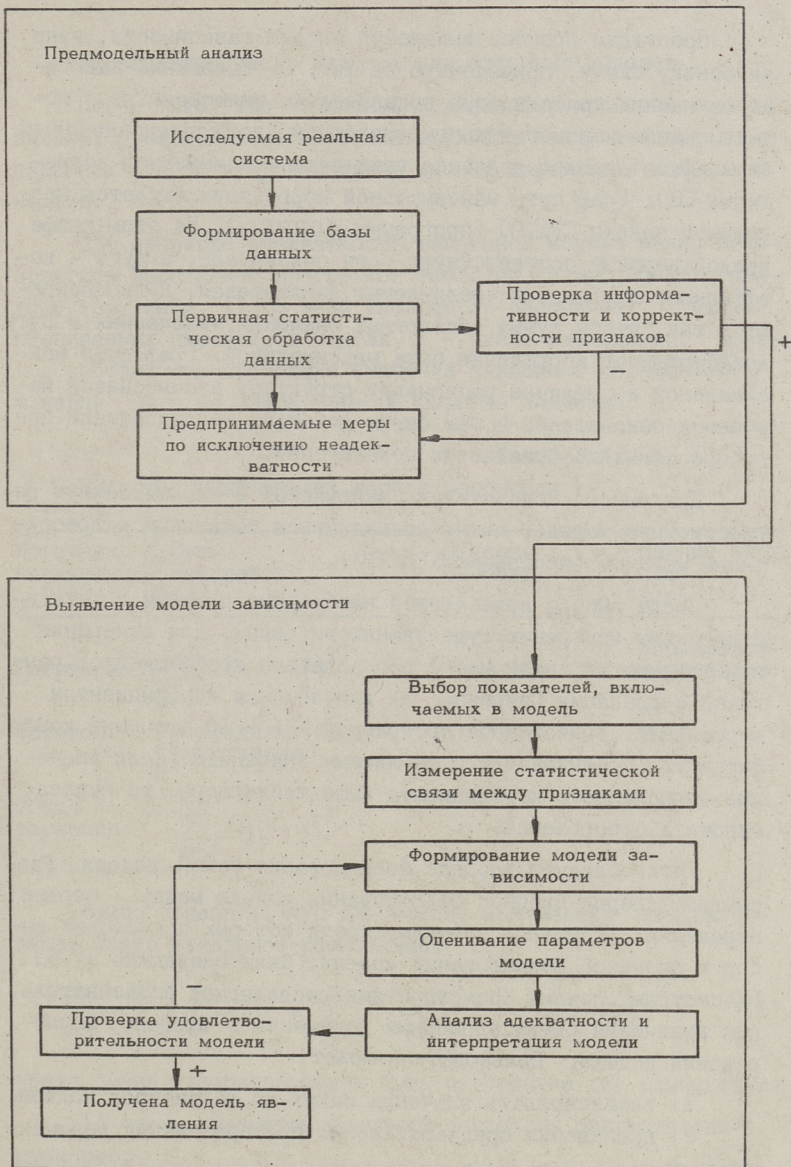 Предмодельный анализ
Исследуемая реальная
система
Формирование базы
данных
Первичная статисти-
ческая обработка
данных
Проверка информа-
тивности и коррект-
ности признаков
+
−
Предпринимаемые меры
по исключению неадек-
ватности
Выявление модели зависимости
Выбор показателей, вклю-
чаемых в модель
Измерение статистической
связи между признаками
Формирование модели за-
висимости
Оценивание параметров
модели
−
Анализ адекватности и
интерпретация модели
Проверка удовлетво-
рительности модели
+
Получена модель яв-
ления